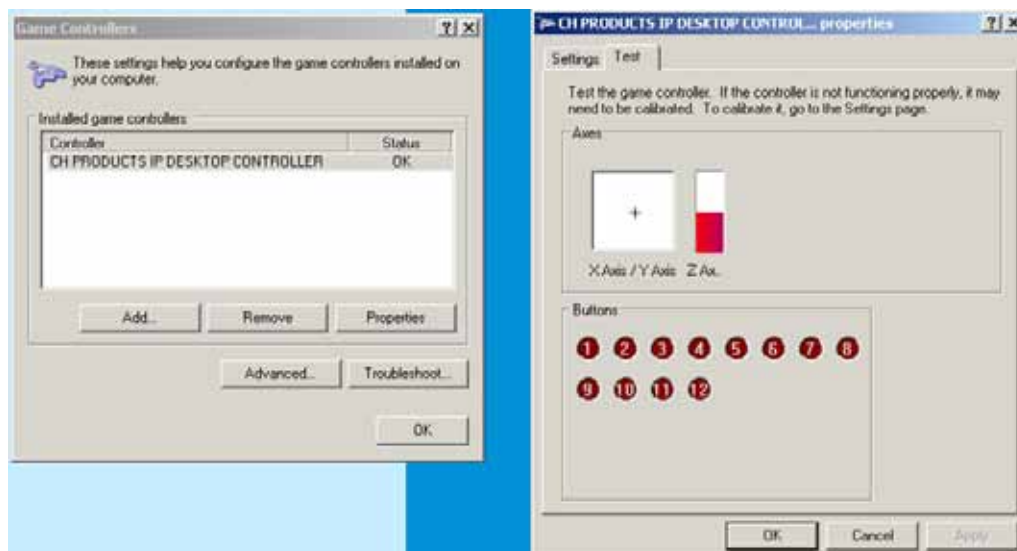 Game Controllers
These settings help you configure the game controllers installed on
your computer.
Installed game controllers
Controller Status
CH PRODUCTS IP DESKTOP CONTROLLER OK
Add...
Remove
Properties
Advanced...
Troubleshoot...
OK
CH PRODUCTS IP DESKTOP CONTROL... properties
Settings Test
Test the game controller. If the controller is not functioning properly, it may
need to be calibrated. To calibrate it, go to the Settings page.
Axes
X Axis / Y Axis Z Ax..
Buttons
1 2 3 4 5 6 7 8
9 10 11 12
OK Cancel Apply